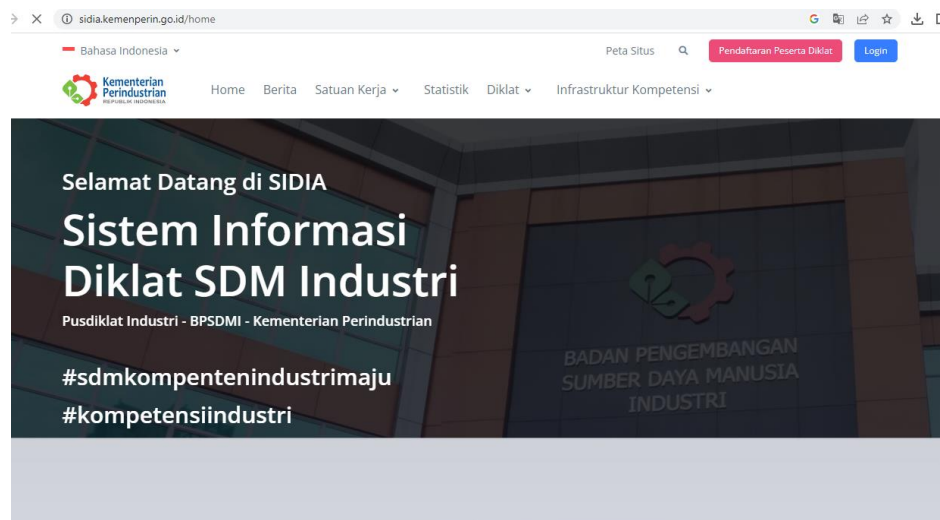 sidia.kemenperin.go.id/home
Bahasa Indonesia
Peta Situs
Pendaftaran Peserta Diklat
Login
Kementerian
Perindustrian
REPUBLIK INDONESIA
Home Berita Satuan Kerja Statistik Diklat Infrastruktur Kompetensi
Selamat Datang di SIDIA
Sistem Informasi
Diklat SDM Industri
Pusdiklat Industri - BPSDMI - Kementerian Perindustrian
#sdmkompentenindustrimaju
#kompetensiindustri
BADAN PENGEMBANGAN
SUMBER DAYA MANUSIA
INDUSTRI